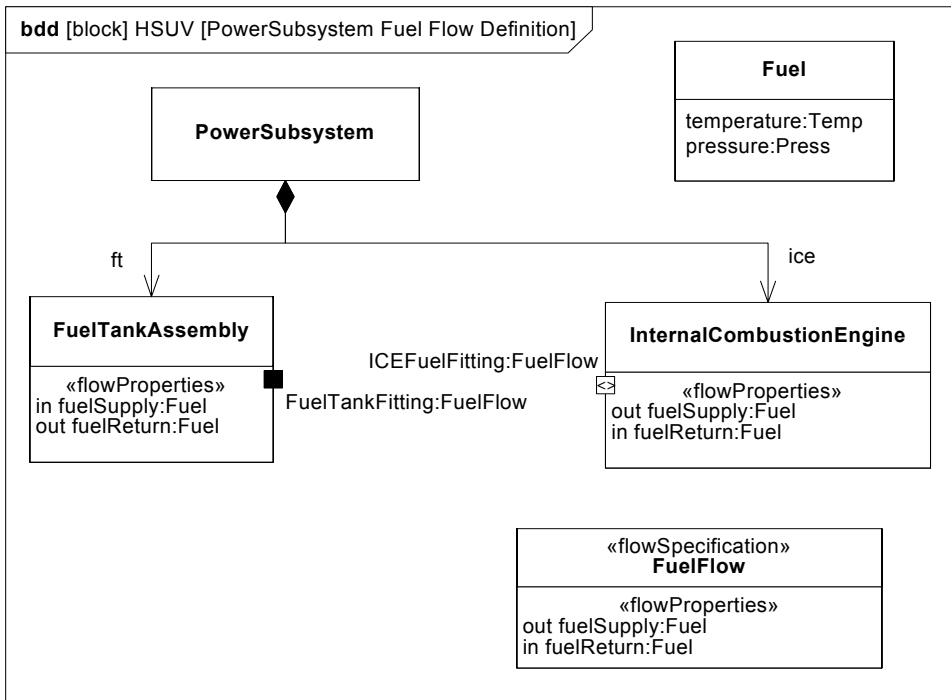 bdd [block] HSUV [PowerSubsystem Fuel Flow Definition]
Fuel
temperature:Temp
pressure:Press
PowerSubsystem
ft
ice
FuelTankAssembly
«flowProperties»
in fuelSupply:Fuel
out fuelReturn:Fuel
FuelTankFitting:FuelFlow
ICEFuelFitting:FuelFlow
<>
InternalCombustionEngine
«flowProperties»
out fuelSupply:Fuel
in fuelReturn:Fuel
«flowSpecification»
FuelFlow
«flowProperties»
out fuelSupply:Fuel
in fuelReturn:Fuel